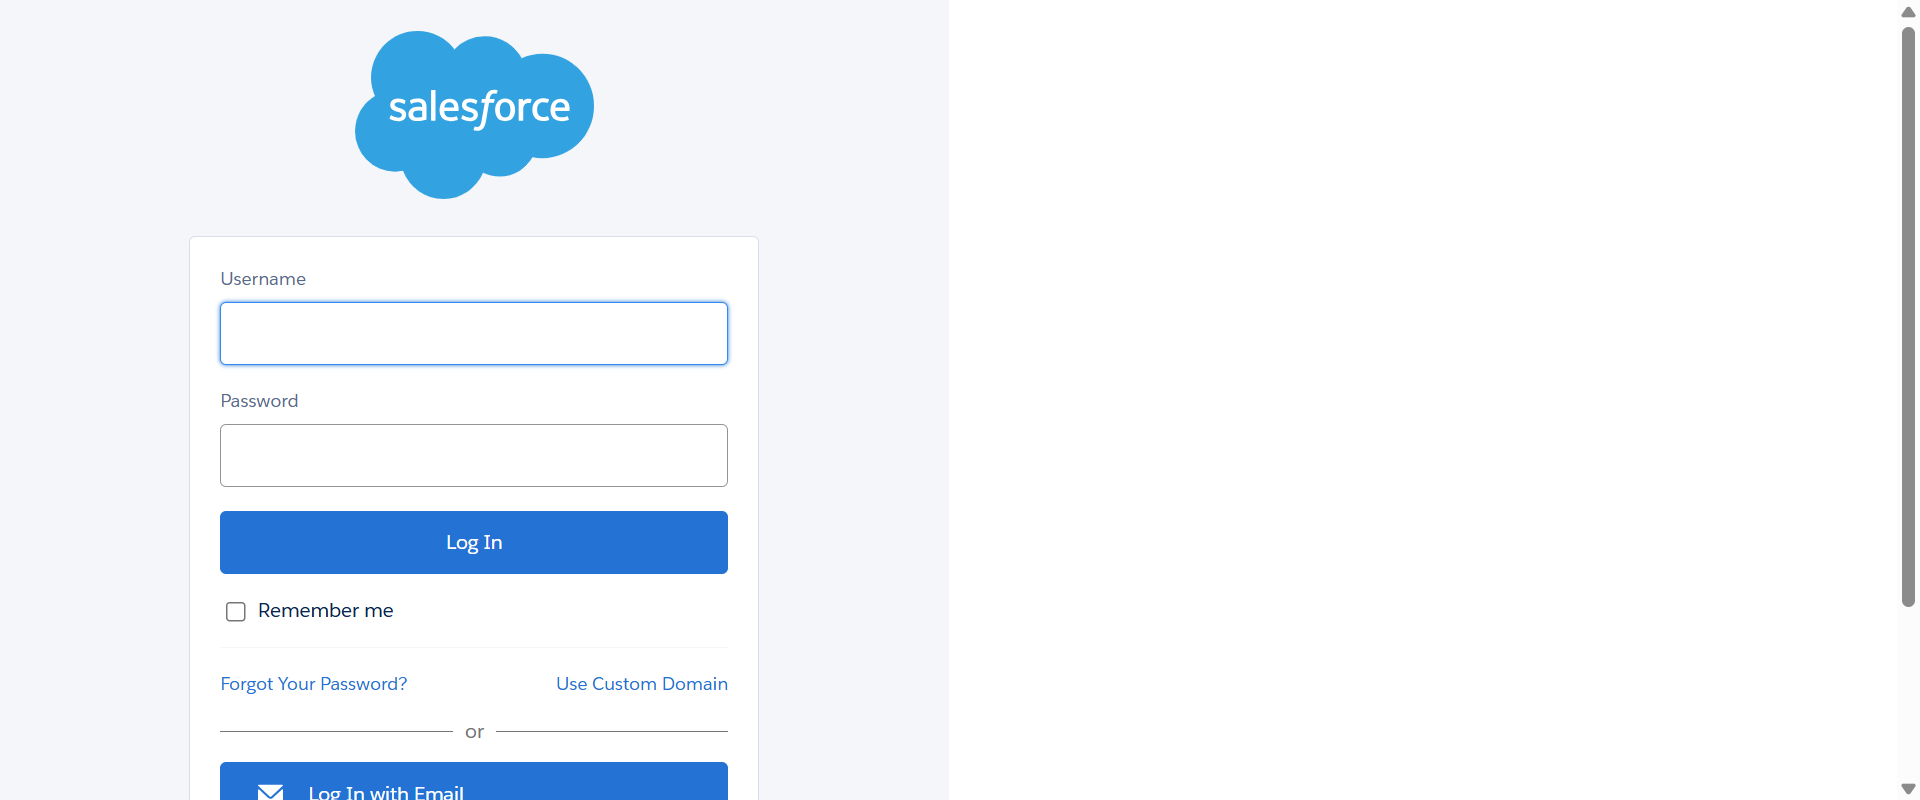 salesforce
Username
Password
Log In
Remember me
Forgot Your Password?
Use Custom Domain
or
Log In with Email